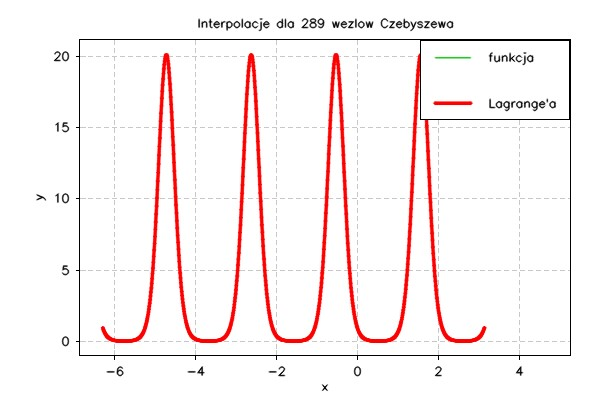 Interpolacje dla 289 wezlow Czebyszewa
funkcja
Lagrange'a
20
15
10
5
0
y
−6 −4 −2 0 2 4
x